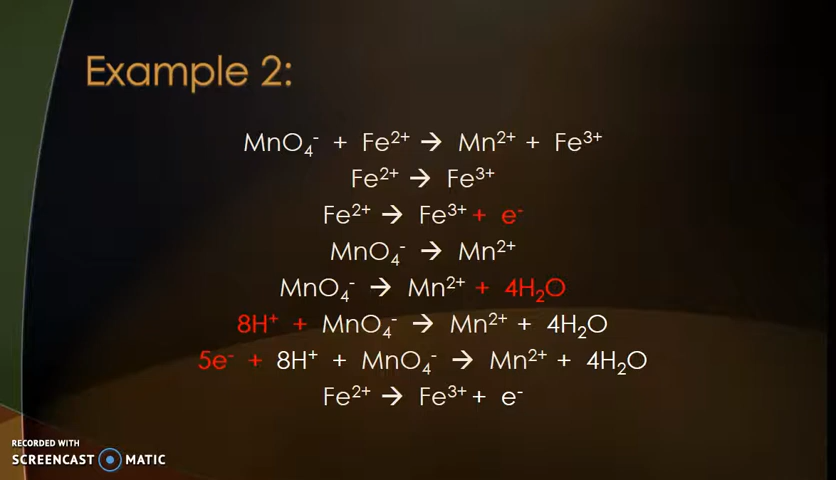 Example 2:
MnO₄⁻ + Fe²⁺ → Mn²⁺ + Fe³⁺
Fe²⁺ → Fe³⁺
Fe²⁺ → Fe³⁺ + e⁻
MnO₄⁻ → Mn²⁺
MnO₄⁻ → Mn²⁺ + 4H₂O
8H⁺ + MnO₄⁻ → Mn²⁺ + 4H₂O
5e⁻ + 8H⁺ + MnO₄⁻ → Mn²⁺ + 4H₂O
Fe²⁺ → Fe³⁺ + e⁻
RECORDED WITH
SCREENCAST MATIC